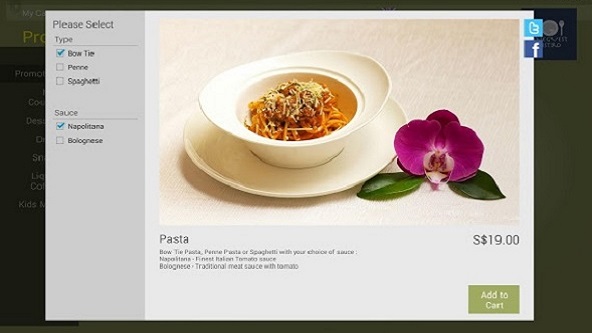 My C
Pro
Promo
Cou
Des
D
Sna
Liq
Col
Kids M
Please Select
Type
Bow Tie
Penne
Spaghetti
Sauce
Napolitana
Bolognese
Pasta
S$19.00
Bow Tie Pasta, Penne Pasta or Spaghetti with your choice of sauce :
Napolitana - Finest Italian Tomato sauce
Bolognese - Traditional meat sauce with tomato
Add to
Cart